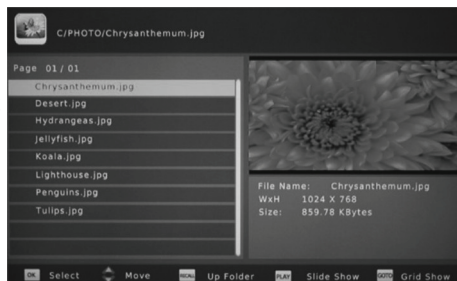 C/PHOTO/Chrysanthemum.jpg
Page 01/01
Chrysanthemum.jpg
Desert.jpg
Hydrangeas.jpg
Jellyfish.jpg
Koala.jpg
Lighthouse.jpg
Penguins.jpg
Tulips.jpg
File Name: Chrysanthemum.jpg
WxH 1024 X 768
Size: 859.78 KBytes
OK Select Move RECALL Up Folder PLAY Slide Show GOTO Grid Show